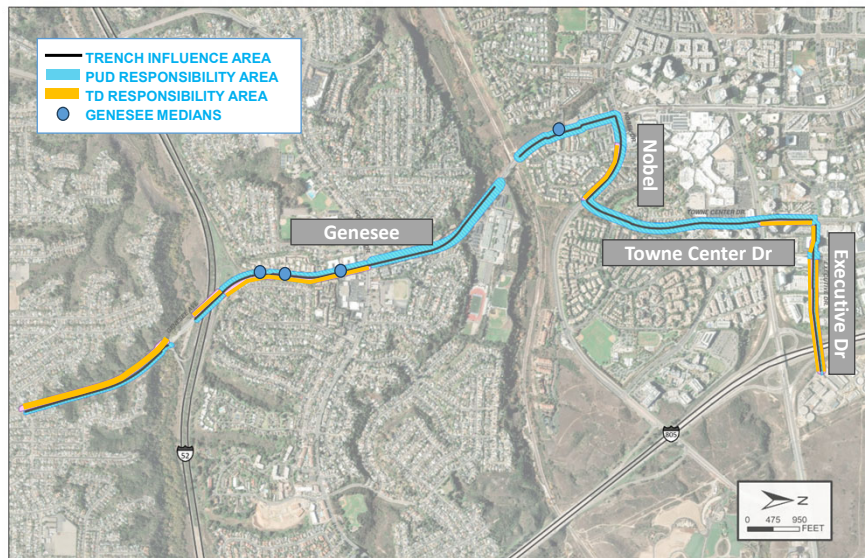 TRENCH INFLUENCE AREA
PUD RESPONSIBILITY AREA
TD RESPONSIBILITY AREA
GENESEE MEDIANS
Nobel
Genesee
TOWNE CENTER DR
Towne Center Dr
Executive Dr
52
805
N
0 475 950
FEET